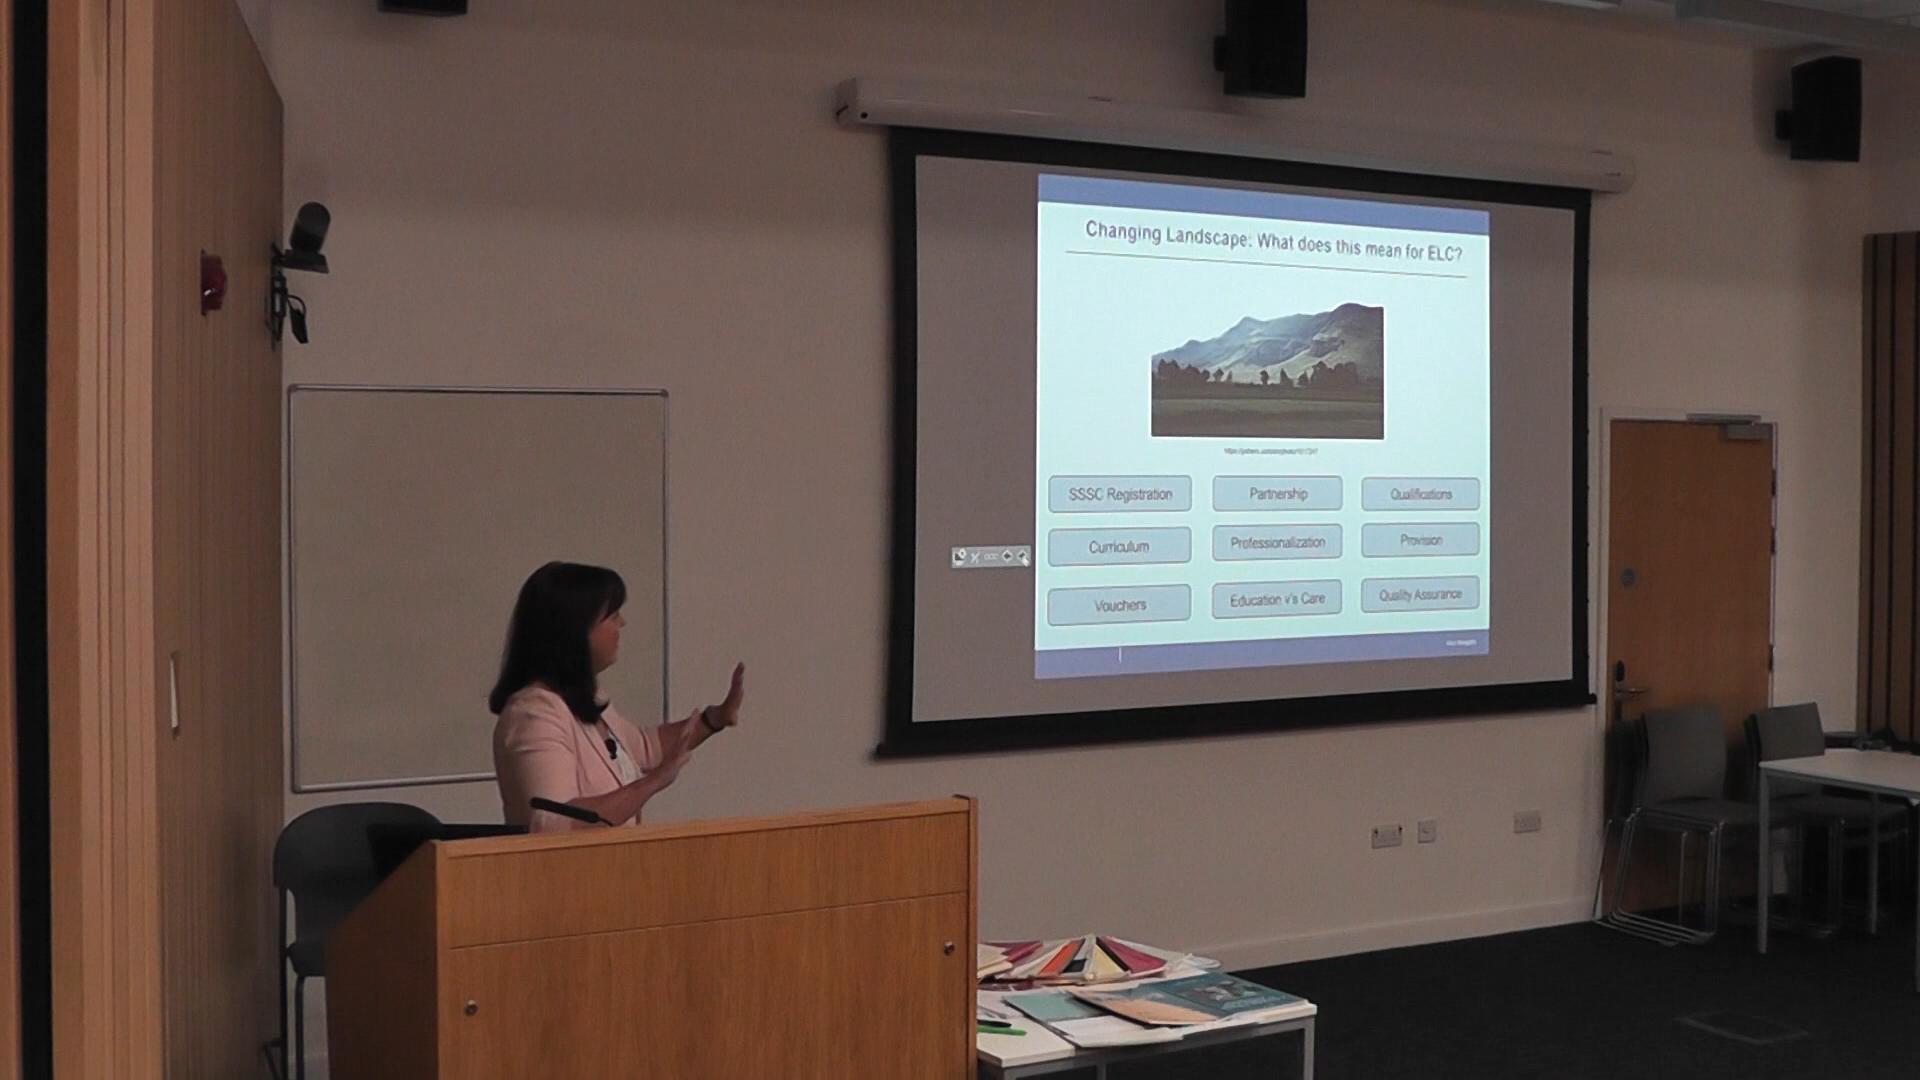 Changing Landscape: What does this mean for ELC?
SSSC Registration
Partnership
Qualifications
Curriculum
Professionalization
Provision
Vouchers
Education v's Care
Quality Assurance